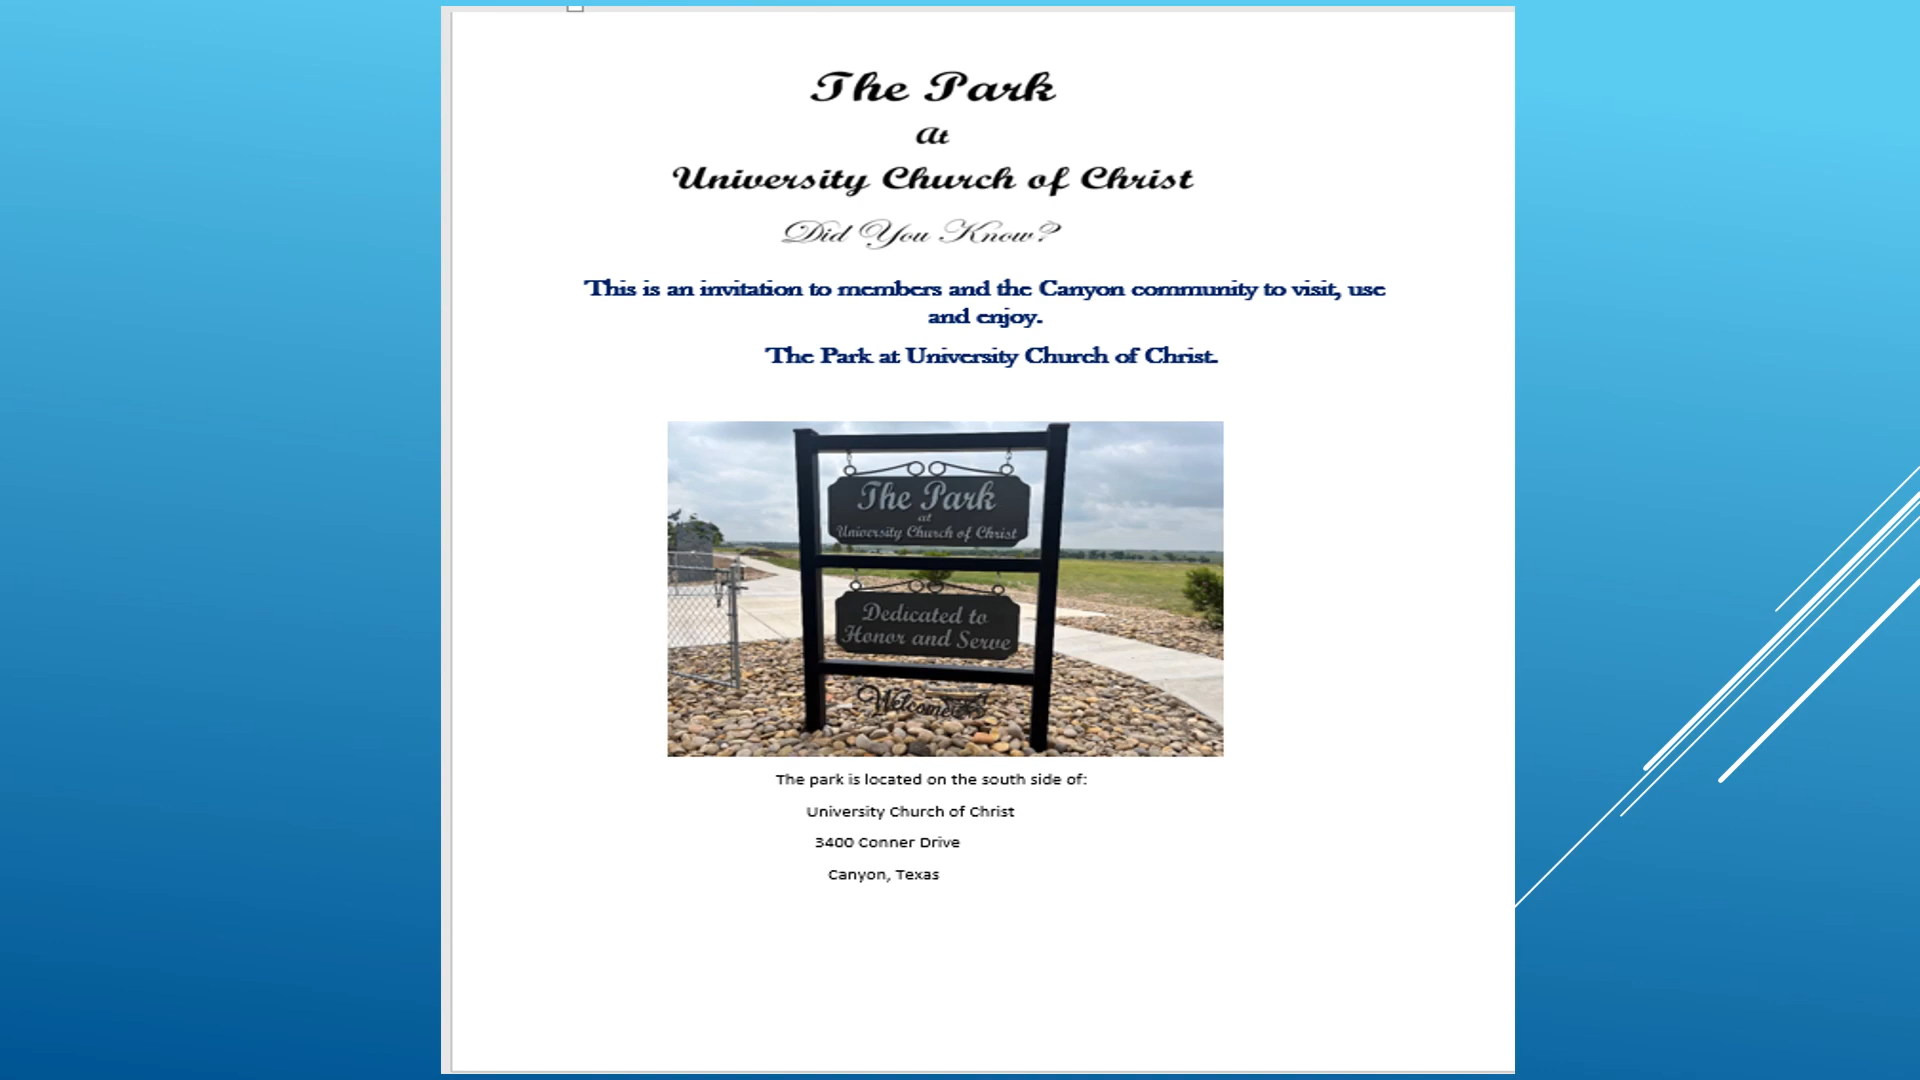 The Park
At
University Church of Christ
Did You Know?
This is an invitation to members and the Canyon community to visit, use
and enjoy.
The Park at University Church of Christ.
The Park
at
University Church of Christ
Dedicated to
Honor and Serve
Welcome
The park is located on the south side of:
University Church of Christ
3400 Conner Drive
Canyon, Texas